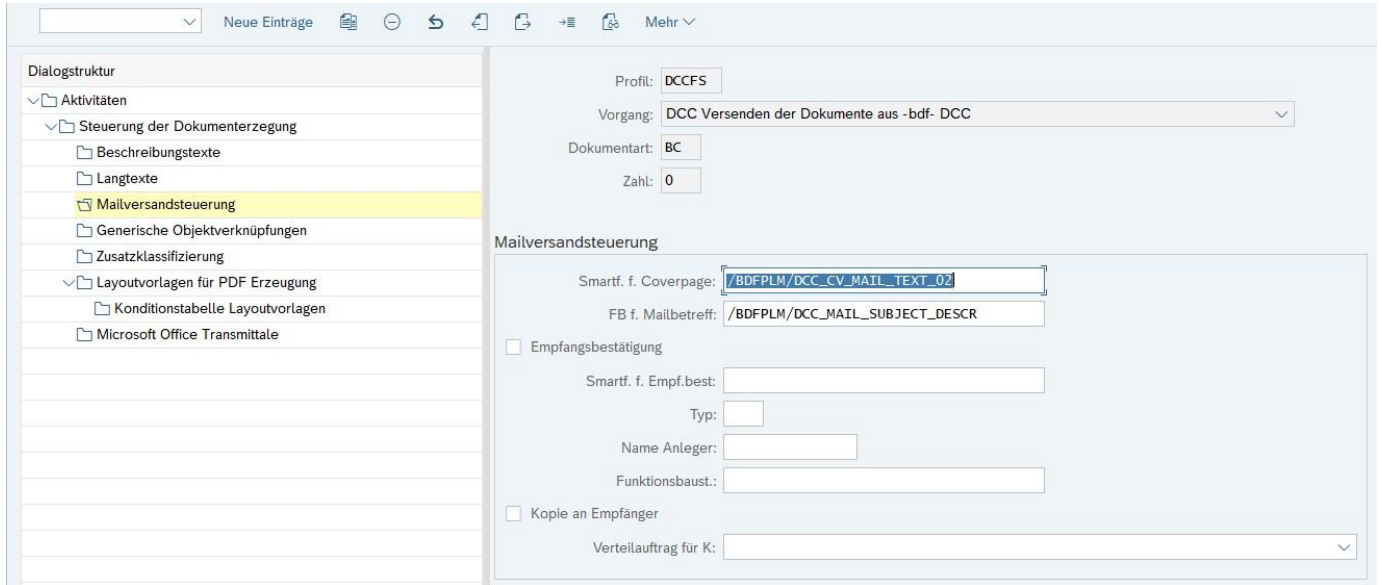 Neue Einträge
Mehr
Dialogstruktur
Aktivitäten
Steuerung der Dokumenterzegung
Beschreibungstexte
Langtexte
Mailversandsteuerung
Generische Objektverknüpfungen
Zusatzklassifizierung
Layoutvorlagen für PDF Erzeugung
Konditionstabelle Layoutvorlagen
Microsoft Office Transmittale
Profil: DCCFS
Vorgang: DCC Versenden der Dokumente aus -bdf- DCC
Dokumentart: BC
Zahl: 0
Mailversandsteuerung
Smartf. f. Coverpage: /BDFPLM/DCC_CV_MAIL_TEXT_02
FB f. Mailbetreff: /BDFPLM/DCC_MAIL_SUBJECT_DESCR
Empfangsbestätigung
Smartf. f. Empf.best:
Typ:
Name Anleger:
Funktionsbaust.:
Kopie an Empfänger
Verteilauftrag für K: